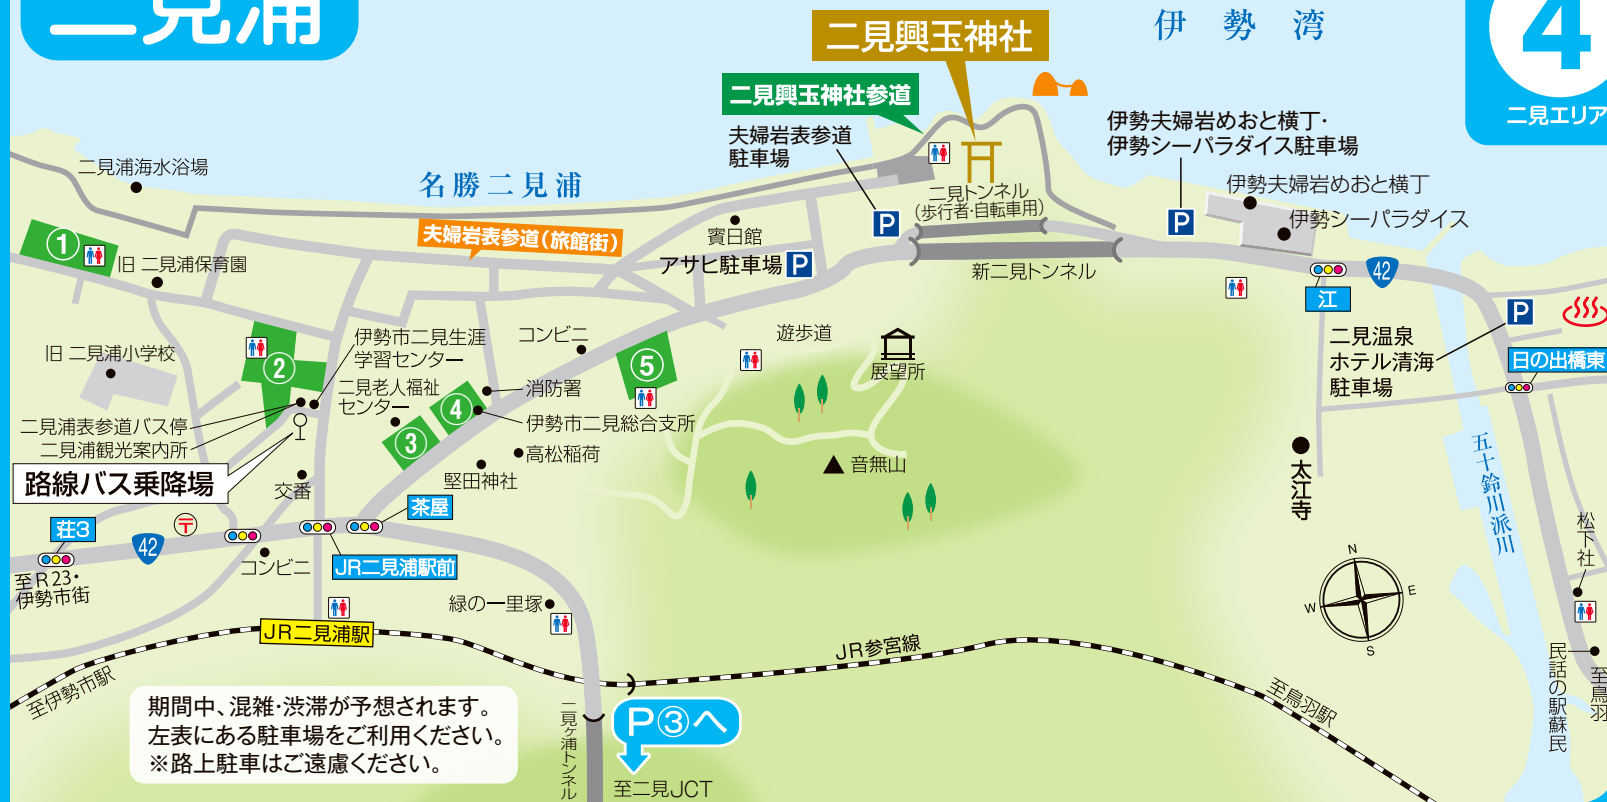 二見浦
伊勢湾
4
二見エリア
二見興玉神社
二見興玉神社参道
夫婦岩表参道
駐車場
伊勢夫婦岩めおと横丁・
伊勢シーパラダイス駐車場
二見浦海水浴場
名勝二見浦
二見トンネル
(歩行者・自転車用)
伊勢夫婦岩めおと横丁
伊勢シーパラダイス
P
P
夫婦岩表参道(旅館街)
賓日館
①
旧 二見浦保育園
アサヒ駐車場
P
新二見トンネル
42
江
P
旧 二見浦小学校
②
伊勢市二見生涯
学習センター
コンビニ
遊歩道
展望所
二見温泉
ホテル清海
駐車場
日の出橋東
⑤
二見老人福祉
センター
消防署
④
伊勢市二見総合支所
③
二見浦表参道バス停
二見浦観光案内所
路線バス乗降場
高松稲荷
堅田神社
音無山
太江寺
五十鈴川派川
交番
茶屋
荘3
〒
42
JR二見浦駅前
コンビニ
至R23・
伊勢市街
松下社
緑の一里塚
N
E
W
S
JR二見浦駅
JR参宮線
至伊勢市駅
至鳥羽駅
民話の駅蘇民
至鳥羽
期間中、混雑・渋滞が予想されます。
左表にある駐車場をご利用ください。
※路上駐車はご遠慮ください。
二見ヶ浦トンネル
P③へ
至二見JCT